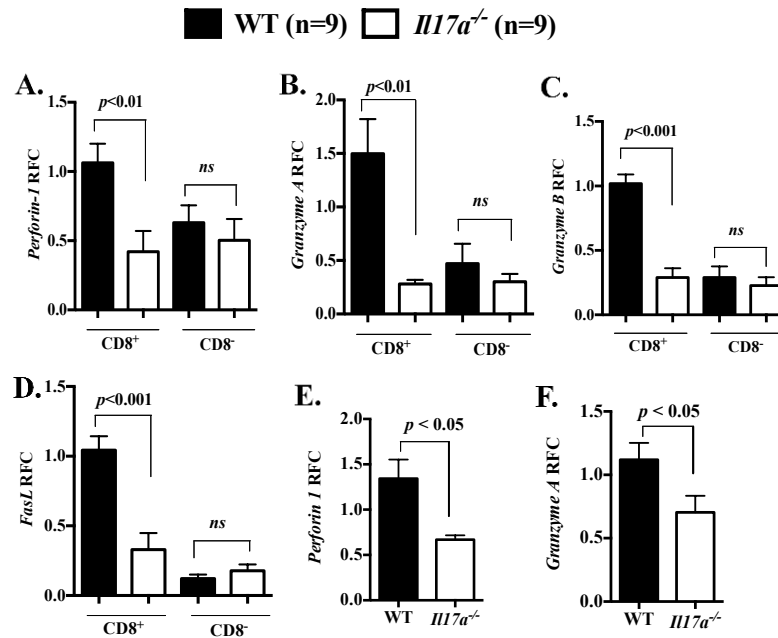 WT (n=9) Il17a-/- (n=9)
A.
p<0.01
ns
Perforin-1 RFC
1.5
1.0
0.5
0.0
CD8+ CD8-
B.
p<0.01
ns
Granzyme A RFC
2.0
1.5
1.0
0.5
0.0
CD8+ CD8-
C.
p<0.001
ns
Granzyme B RFC
1.5
1.0
0.5
0.0
CD8+ CD8-
D.
p<0.001
ns
FasL RFC
1.5
1.0
0.5
0.0
CD8+ CD8-
E.
p < 0.05
Perforin 1 RFC
2.0
1.5
1.0
0.5
0.0
WT Il17a-/-
F.
p < 0.05
Granzyme A RFC
1.5
1.0
0.5
0.0
WT Il17a-/-